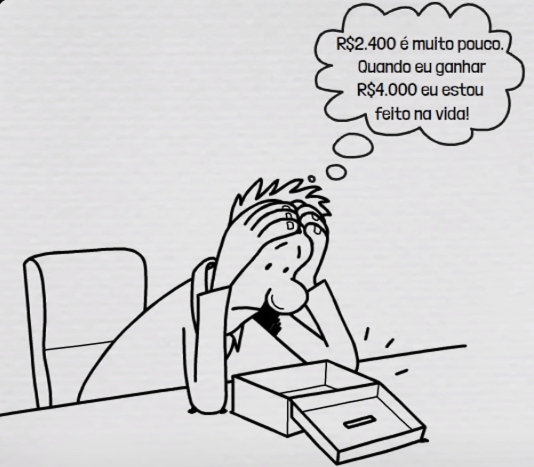 R$2.400 é muito pouco.
Quando eu ganhar
R$4.000 eu estou
feito na vida!